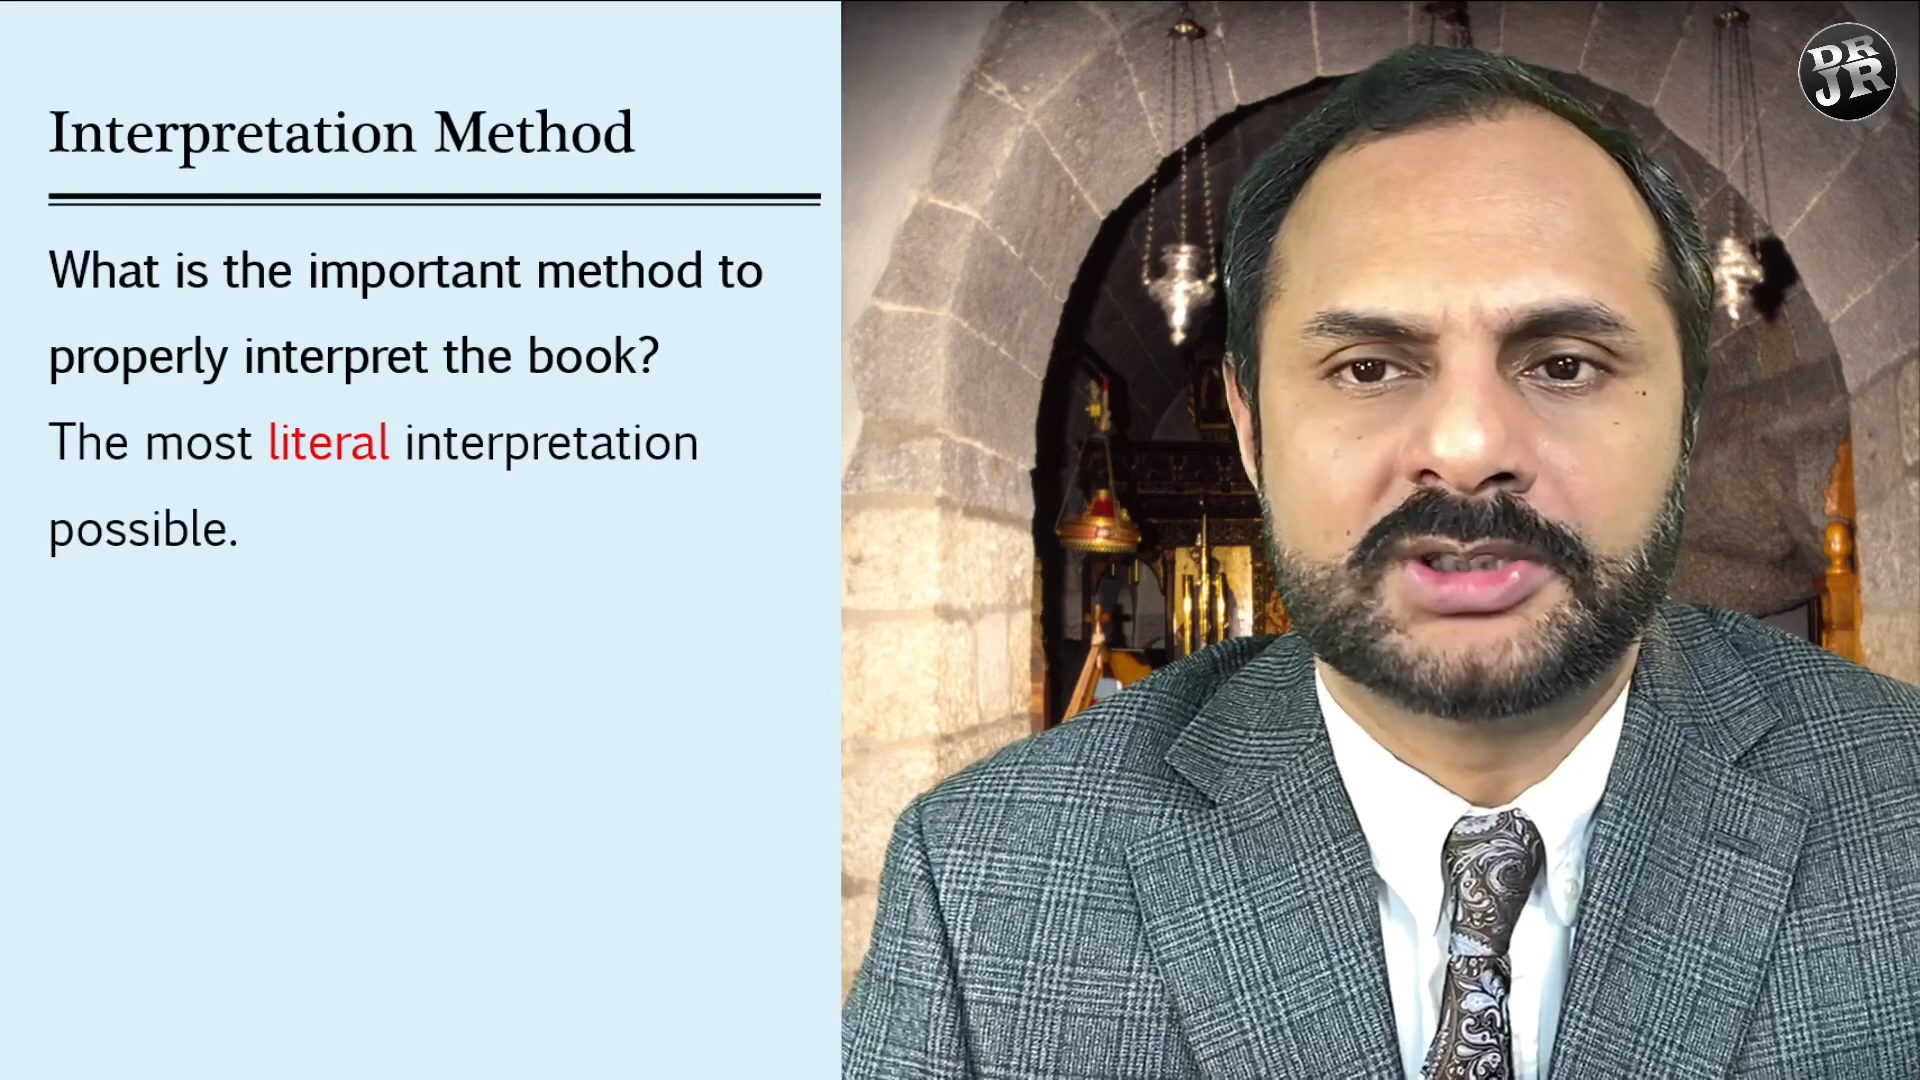 Interpretation Method
What is the important method to
properly interpret the book?
The most literal interpretation
possible.
DR
JR